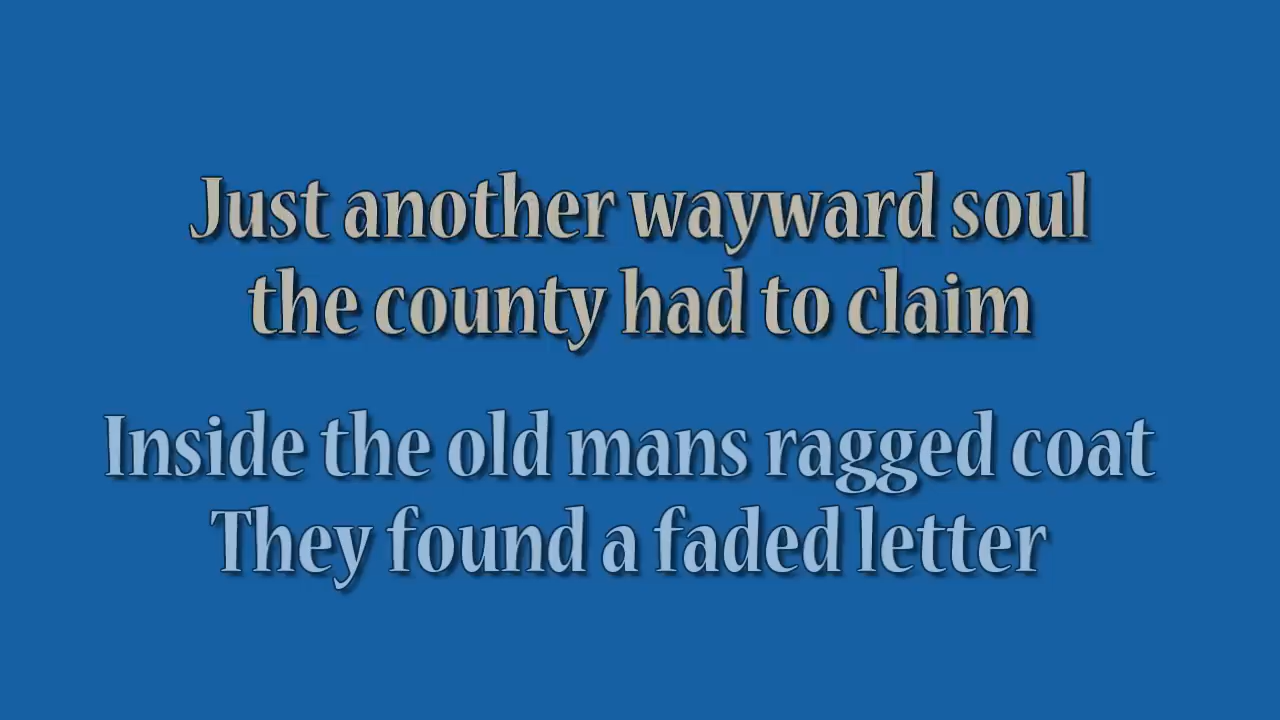 Just another wayward soul
the county had to claim
Inside the old mans ragged coat
They found a faded letter